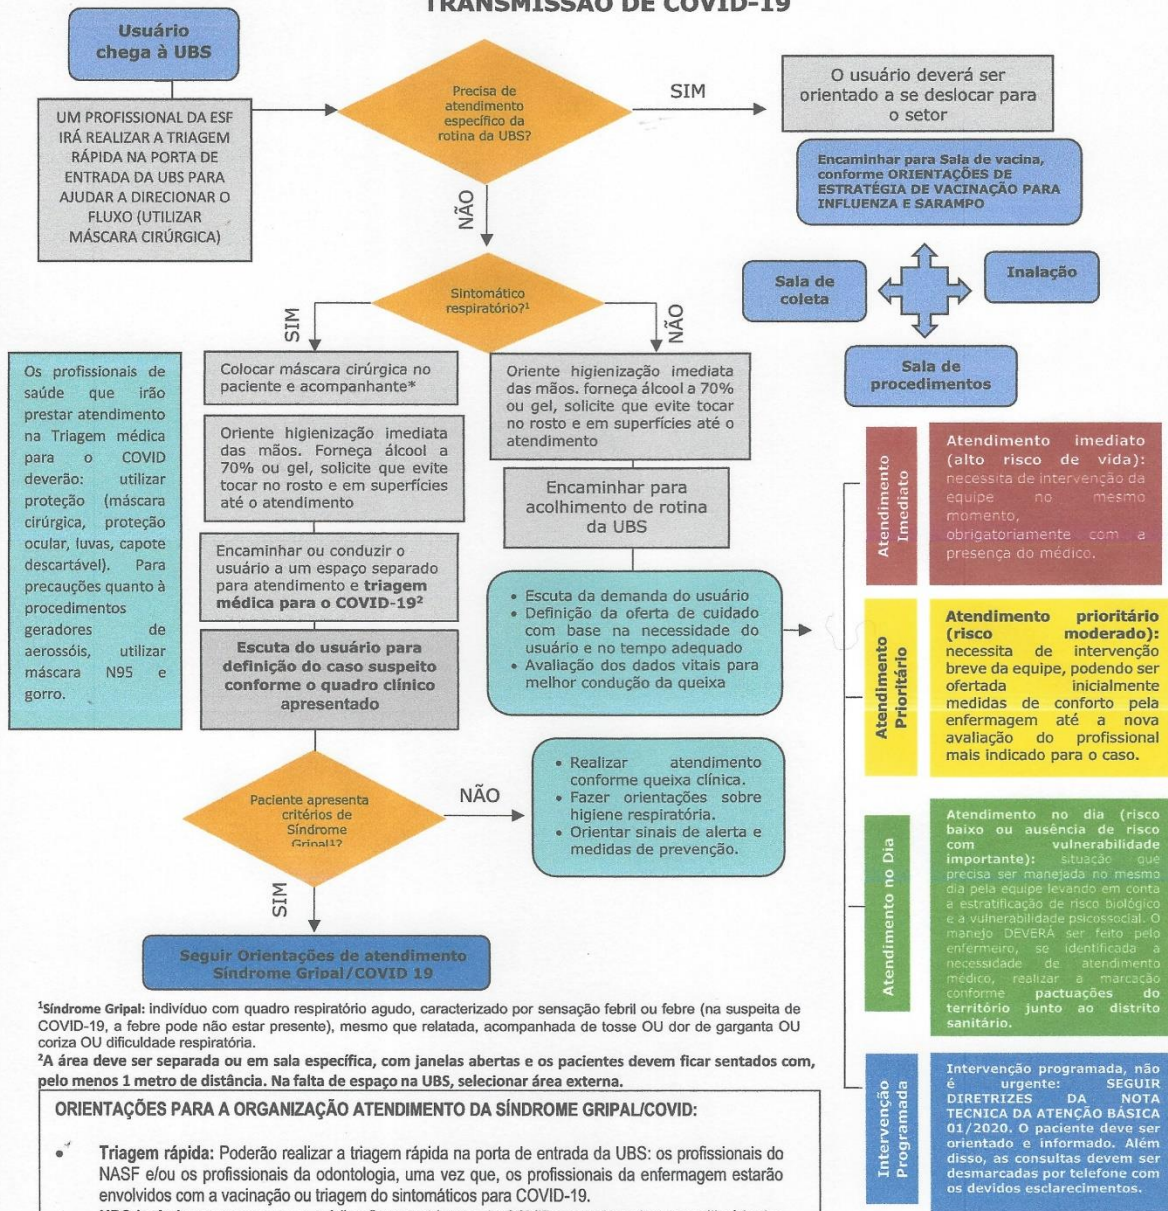 TRANSMISSÃO DE COVID-19
Usuário
chega à UBS
UM PROFISSIONAL DA ESF
IRÁ REALIZAR A TRIAGEM
RÁPIDA NA PORTA DE
ENTRADA DA UBS PARA
AJUDAR A DIRECIONAR O
FLUXO (UTILIZAR
MÁSCARA CIRÚRGICA)
Precisa de
atendimento
específico da
rotina da UBS?
SIM
O usuário deverá ser
orientado a se deslocar para
o setor
Encaminhar para Sala de vacina,
conforme ORIENTAÇÕES DE
ESTRATÉGIA DE VACINAÇÃO PARA
INFLUENZA E SARAMPO
Sala de
coleta
Inalação
Sala de
procedimentos
NÃO
Sintomático
respiratório?¹
SIM
NÃO
Os profissionais de
saúde que irão
prestar atendimento
na Triagem médica
para o COVID
deverão: utilizar
proteção (máscara
cirúrgica, proteção
ocular, luvas, capote
descartável). Para
precauções quanto à
procedimentos
geradores de
aerossóis, utilizar
máscara N95 e
gorro.
Colocar máscara cirúrgica no
paciente e acompanhante*
Oriente higienização imediata
das mãos. Forneça álcool a
70% ou gel, solicite que evite
tocar no rosto e em superfícies
até o atendimento
Encaminhar ou conduzir o
usuário a um espaço separado
para atendimento e triagem
médica para o COVID-19²
Escuta do usuário para
definição do caso suspeito
conforme o quadro clínico
apresentado
Oriente higienização imediata
das mãos. forneça álcool a 70%
ou gel, solicite que evite tocar
no rosto e em superfícies até o
atendimento
Encaminhar para
acolhimento de rotina
da UBS
• Escuta da demanda do usuário
• Definição da oferta de cuidado
com base na necessidade do
usuário e no tempo adequado
• Avaliação dos dados vitais para
melhor condução da queixa
Paciente apresenta
critérios de
Síndrome
Gripal¹?
NÃO
• Realizar atendimento
conforme queixa clínica.
• Fazer orientações sobre
higiene respiratória.
• Orientar sinais de alerta e
medidas de prevenção.
SIM
Seguir Orientações de atendimento
Síndrome Gripal/COVID 19
Atendimento
Imediato
Atendimento imediato
(alto risco de vida):
necessita de intervenção da
equipe no mesmo
momento,
obrigatoriamente com a
presença do médico.
Atendimento
Prioritário
Atendimento prioritário
(risco moderado):
necessita de intervenção
breve da equipe, podendo ser
ofertada inicialmente
medidas de conforto pela
enfermagem até a nova
avaliação do profissional
mais indicado para o caso.
Atendimento no Dia
Atendimento no dia (risco
baixo ou ausência de risco
com vulnerabilidade
importante): situação que
precisa ser manejada no mesmo
dia pela equipe levando em conta
a estratificação de risco biológico
e a vulnerabilidade psicossocial. O
manejo DEVERÁ ser feito pelo
enfermeiro, se identificada a
necessidade de atendimento
médico, realizar a marcação
conforme pactuações do
território junto ao distrito
sanitário.
Intervenção
Programada
Intervenção programada, não
é urgente: SEGUIR
DIRETRIZES DA NOTA
TECNICA DA ATENÇÃO BÁSICA
01/2020. O paciente deve ser
orientado e informado. Além
disso, as consultas devem ser
desmarcadas por telefone com
os devidos esclarecimentos.
¹Síndrome Gripal: indivíduo com quadro respiratório agudo, caracterizado por sensação febril ou febre (na suspeita de
COVID-19, a febre pode não estar presente), mesmo que relatada, acompanhada de tosse OU dor de garganta OU
coriza OU dificuldade respiratória.
²A área deve ser separada ou em sala específica, com janelas abertas e os pacientes devem ficar sentados com,
pelo menos 1 metro de distância. Na falta de espaço na UBS, selecionar área externa.
ORIENTAÇÕES PARA A ORGANIZAÇÃO ATENDIMENTO DA SÍNDROME GRIPAL/COVID:
• Triagem rápida: Poderão realizar a triagem rápida na porta de entrada da UBS: os profissionais do
NASF e/ou os profissionais da odontologia, uma vez que, os profissionais da enfermagem estarão
envolvidos com a vacinação ou triagem do sintomáticos para COVID-19.